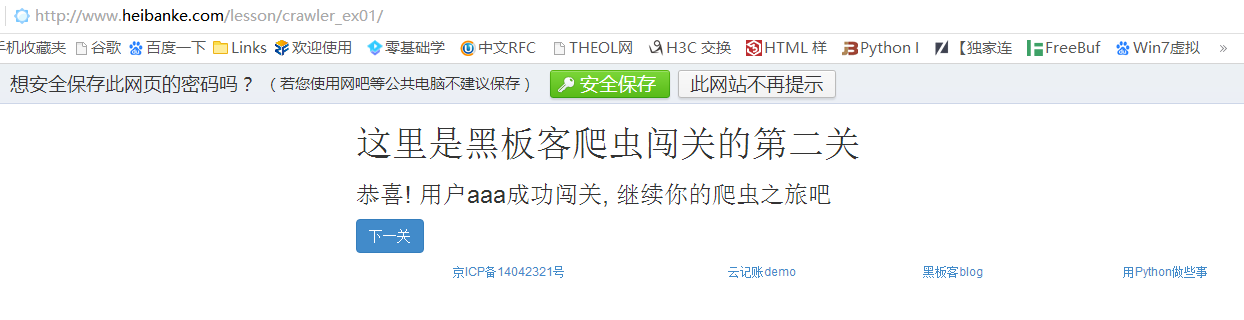 http://www.heibanke.com/lesson/crawler_ex01/
手机收藏夹 谷歌 百度一下 Links 欢迎使用 零基础学 中文RFC THEOL网 H3C 交换 HTML 样 Python I 【独家连 FreeBuf Win7虚拟 »
想安全保存此网页的密码吗？（若您使用网吧等公共电脑不建议保存） 安全保存 此网站不再提示
这里是黑板客爬虫闯关的第二关
恭喜! 用户aaa成功闯关, 继续你的爬虫之旅吧
下一关
京ICP备14042321号 云记账demo 黑板客blog 用Python做些事